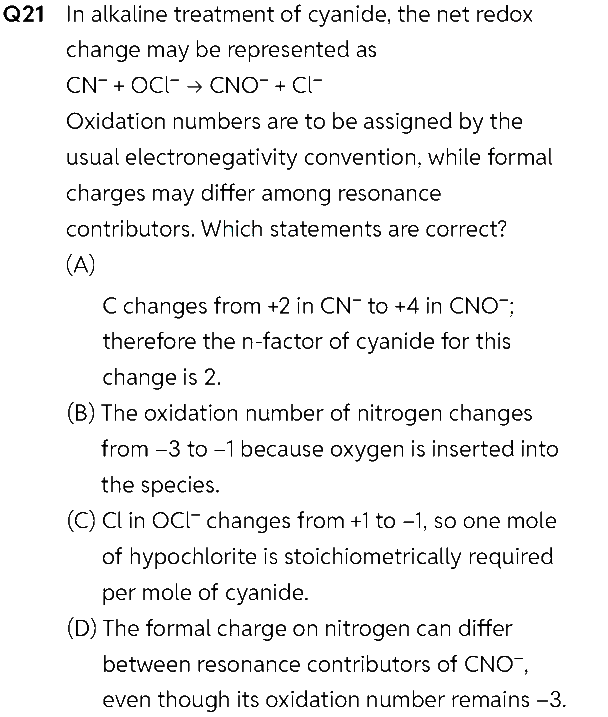 Q21 In alkaline treatment of cyanide, the net redox
change may be represented as
CN⁻ + OCl⁻ → CNO⁻ + Cl⁻
Oxidation numbers are to be assigned by the
usual electronegativity convention, while formal
charges may differ among resonance
contributors. Which statements are correct?
(A)
C changes from +2 in CN⁻ to +4 in CNO⁻;
therefore the n-factor of cyanide for this
change is 2.
(B) The oxidation number of nitrogen changes
from –3 to –1 because oxygen is inserted into
the species.
(C) Cl in OCl⁻ changes from +1 to –1, so one mole
of hypochlorite is stoichiometrically required
per mole of cyanide.
(D) The formal charge on nitrogen can differ
between resonance contributors of CNO⁻,
even though its oxidation number remains –3.